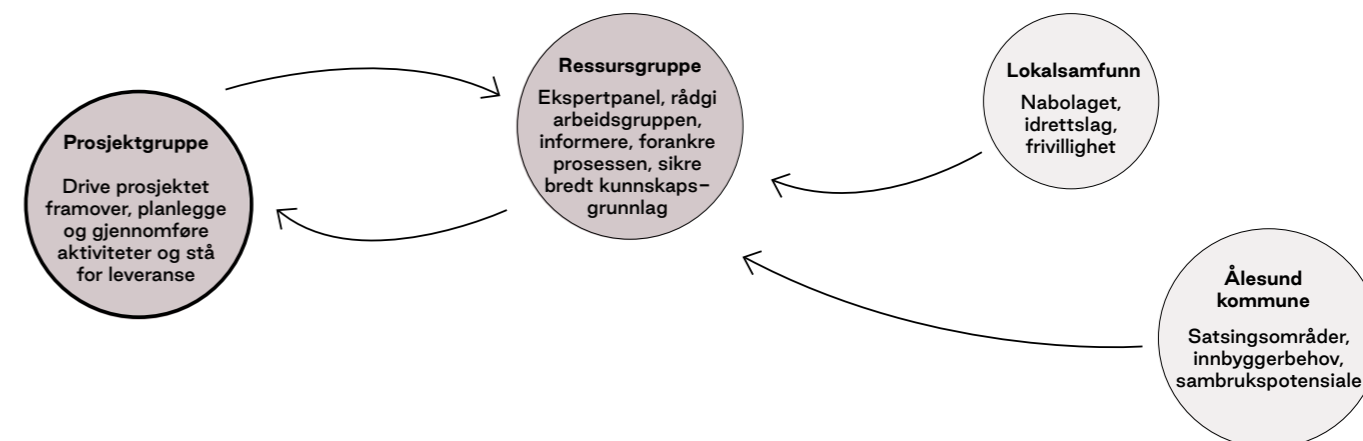 Prosjektgruppe
Drive prosjektet
framover, planlegge
og gjennomføre
aktiviteter og stå
for leveranse
Ressursgruppe
Ekspertpanel, rådgi
arbeidsgruppen,
informere, forankre
prosessen, sikre
bredt kunnskaps-
grunnlag
Lokalsamfunn
Nabolaget,
idrettslag,
frivillighet
Ålesund
kommune
Satsingsområder,
innbyggerbehov,
sambrukspotensiale